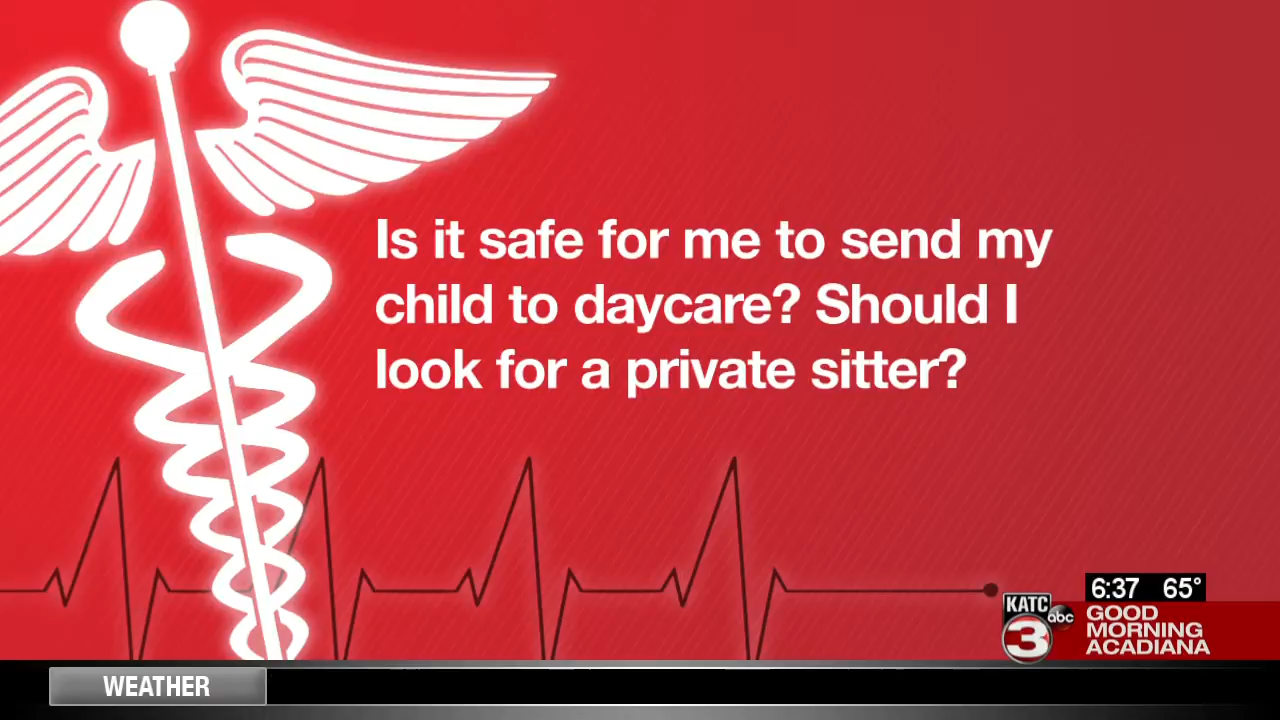 Is it safe for me to send my
child to daycare? Should I
look for a private sitter?
6:37 65°
KATC
abc
3
GOOD
MORNING
ACADIANA
WEATHER